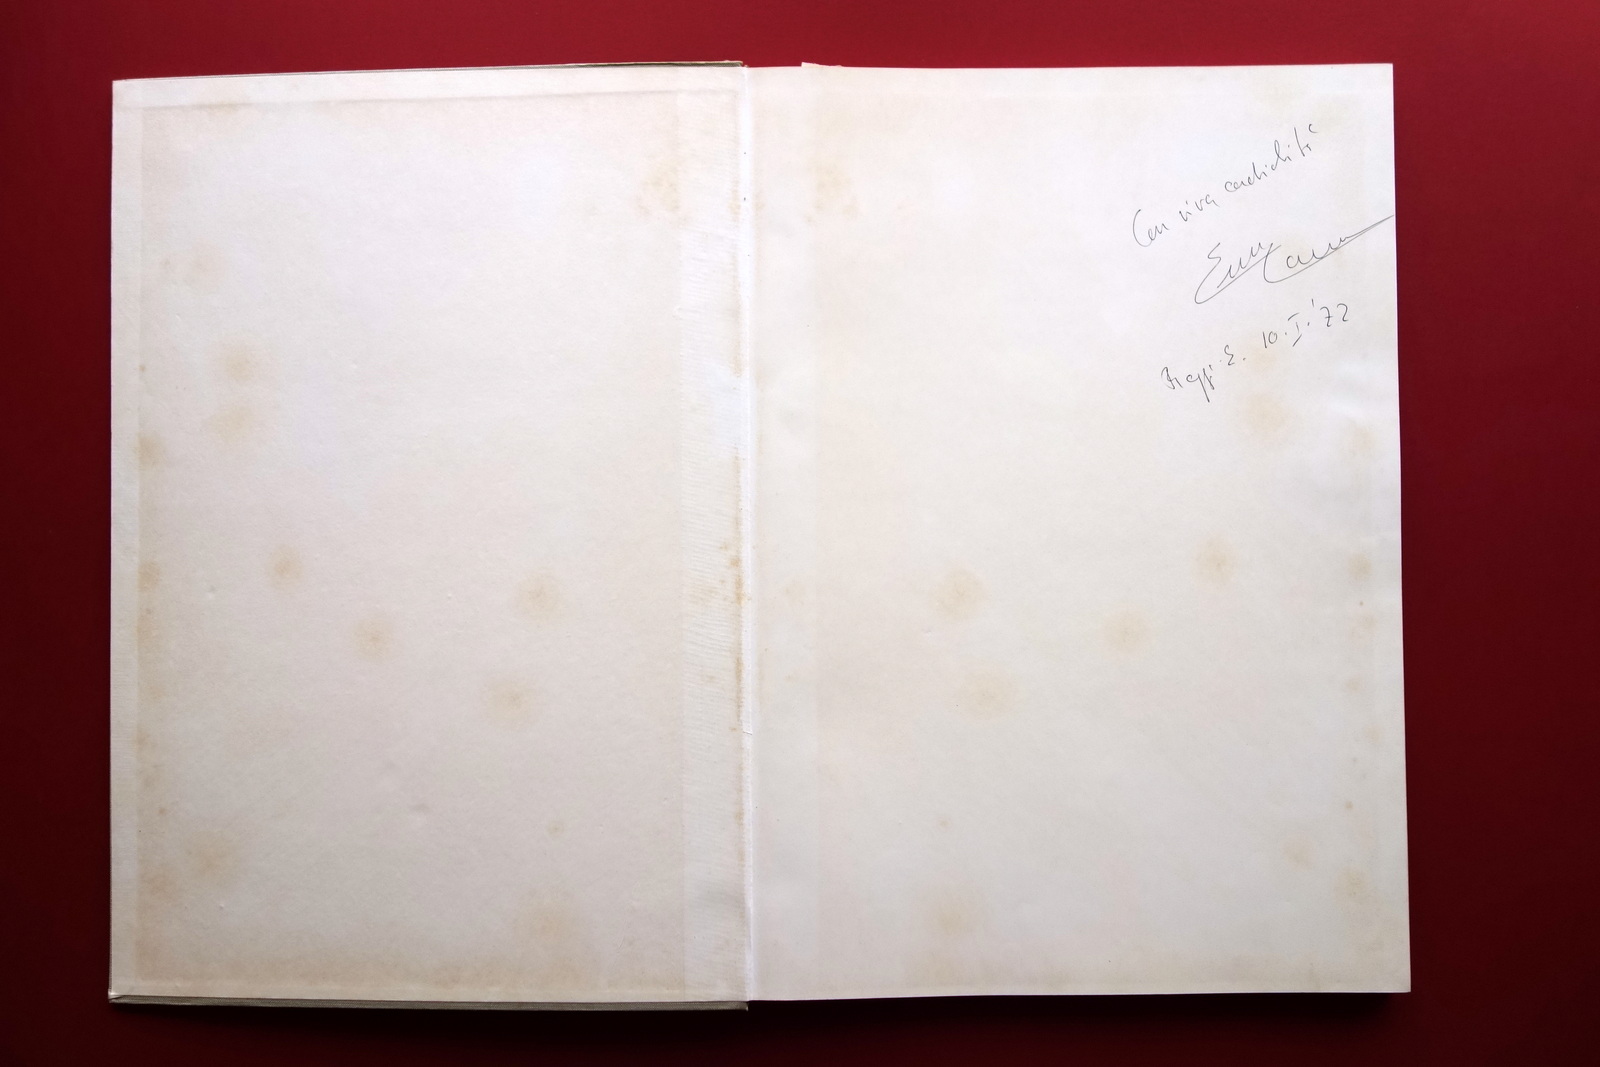 Con viva cordialità
Reggio E. 10.I.'72